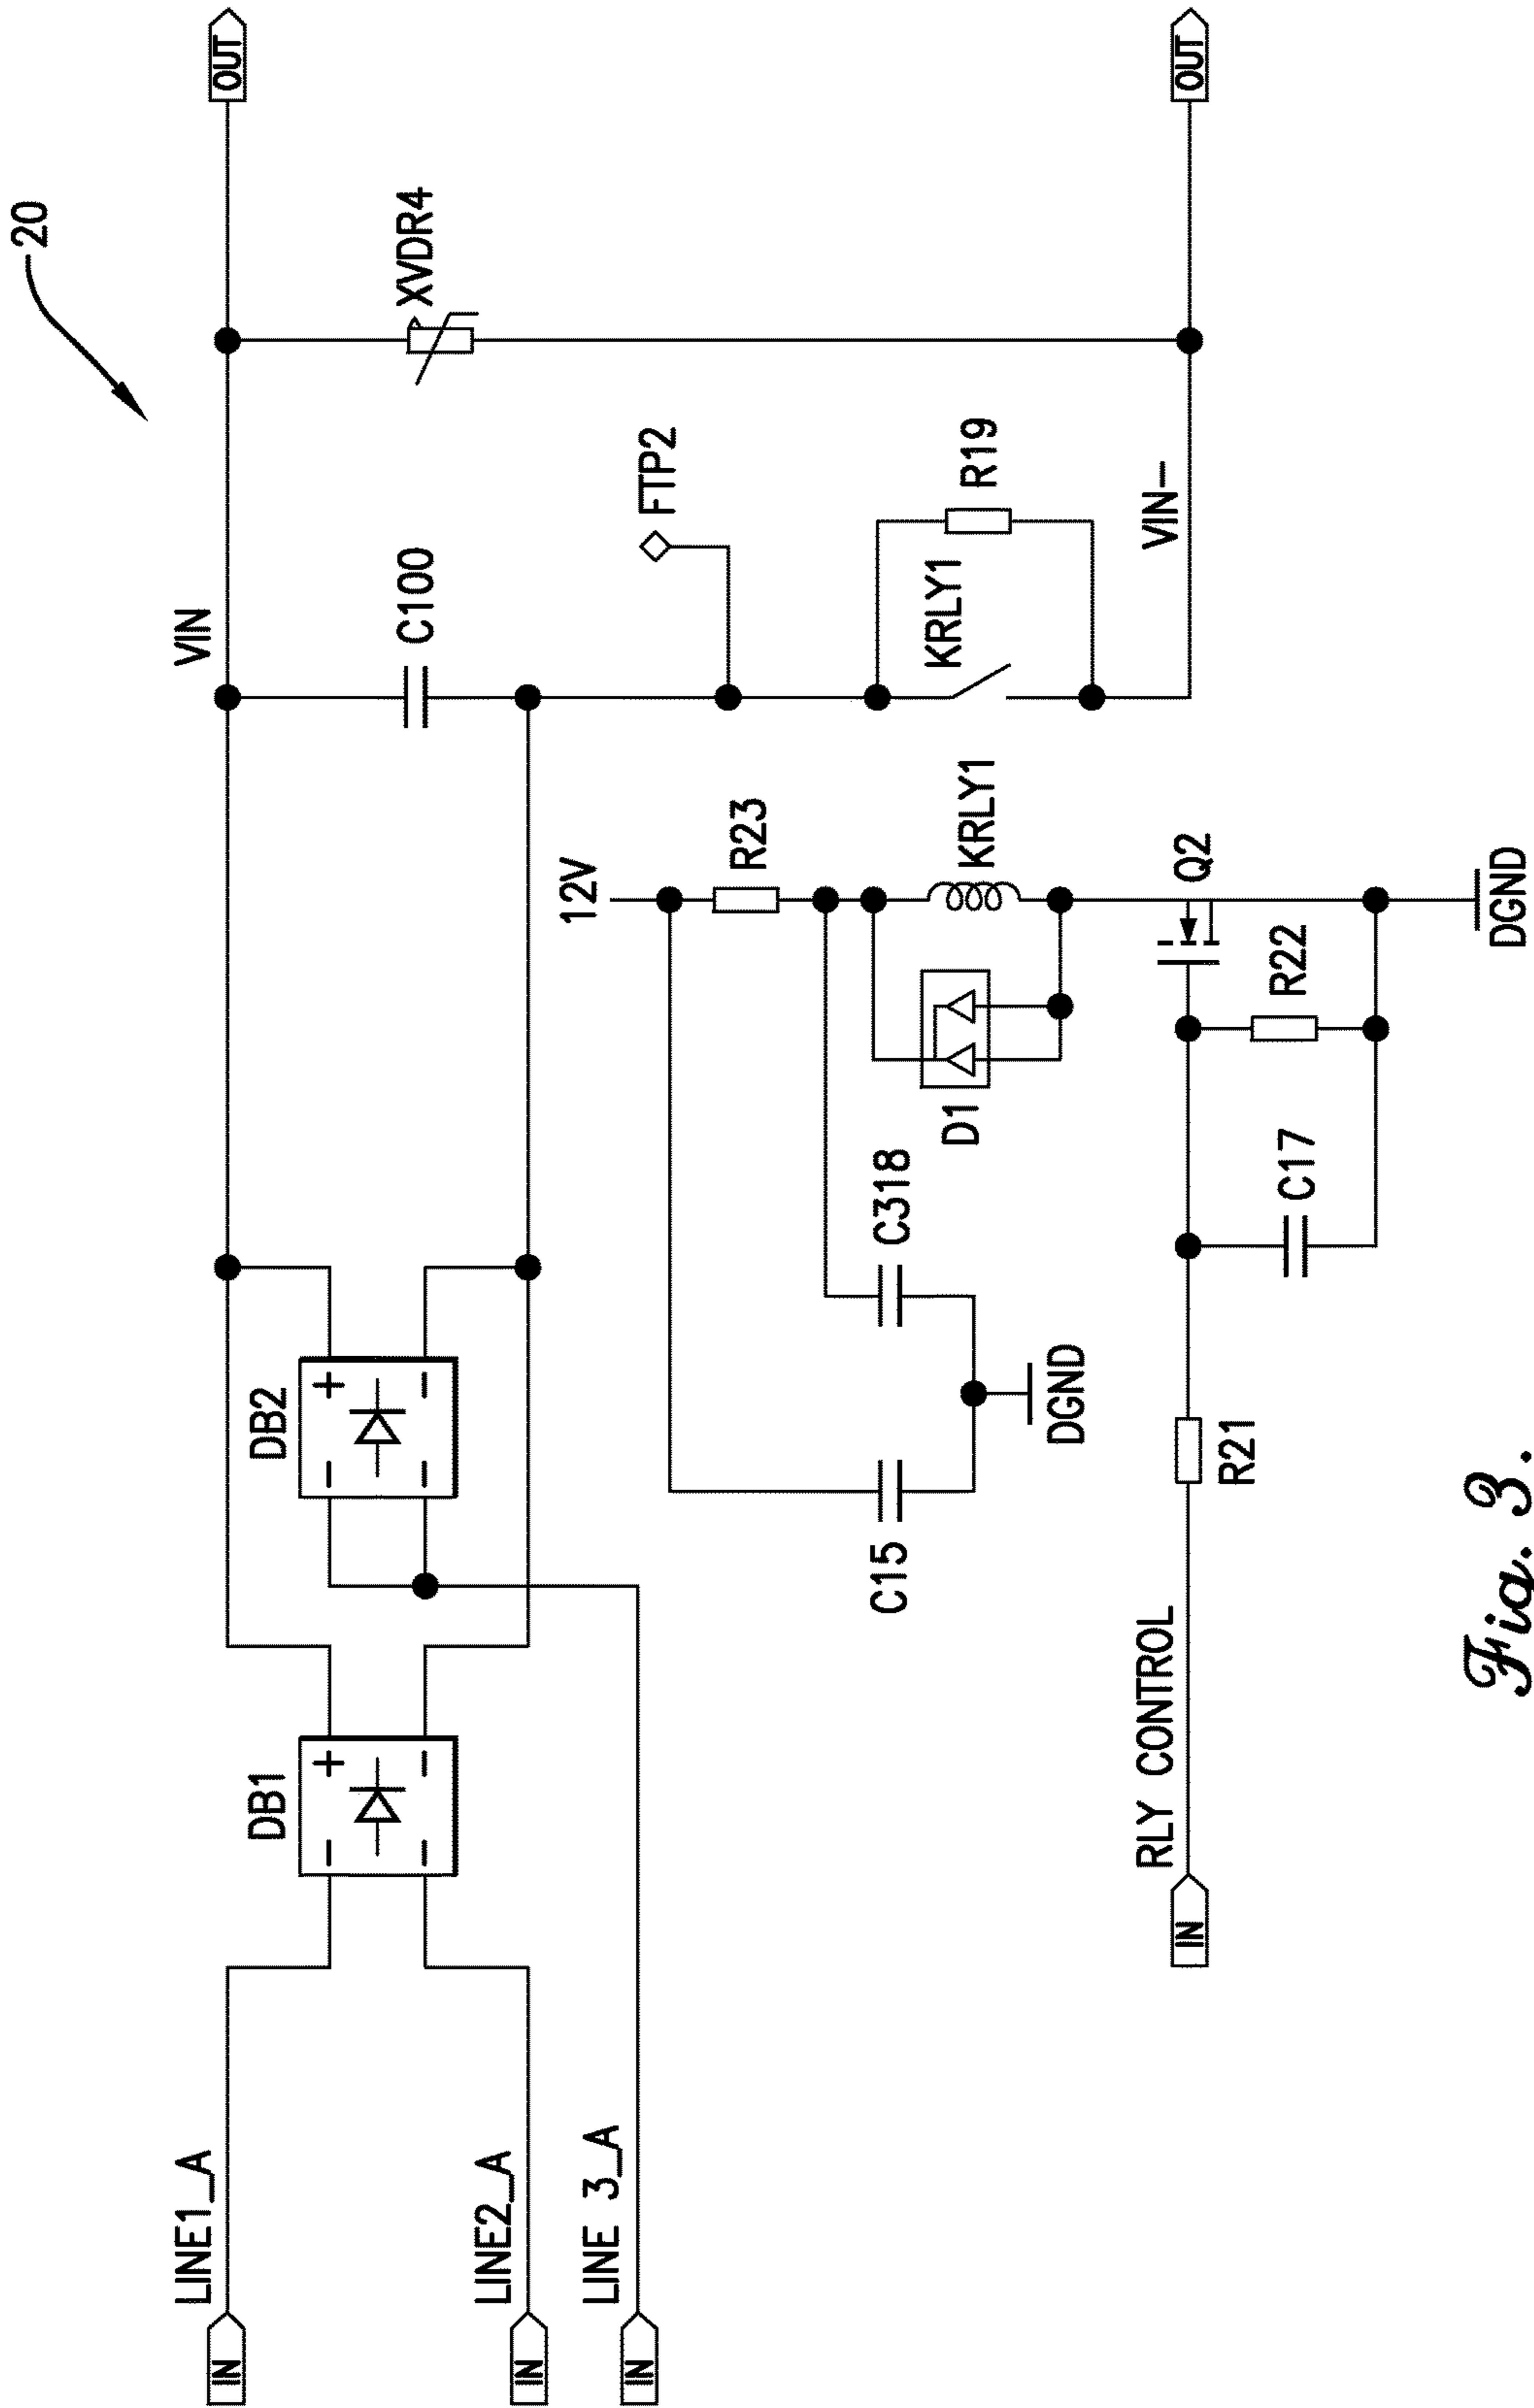 20
OUT
VIN
XVDR4
C100
DB2
DB1
LINE1_A
IN
LINE2_A
IN
LINE 3_A
IN
FTP2
12V
R23
KRLY1
R19
KRLY1
VIN-
OUT
C318
C15
D1
DGND
Q2
R22
C17
DGND
R21
RLY CONTROL
IN
+
-
-
-
+
-
-
-
Fig. 3.